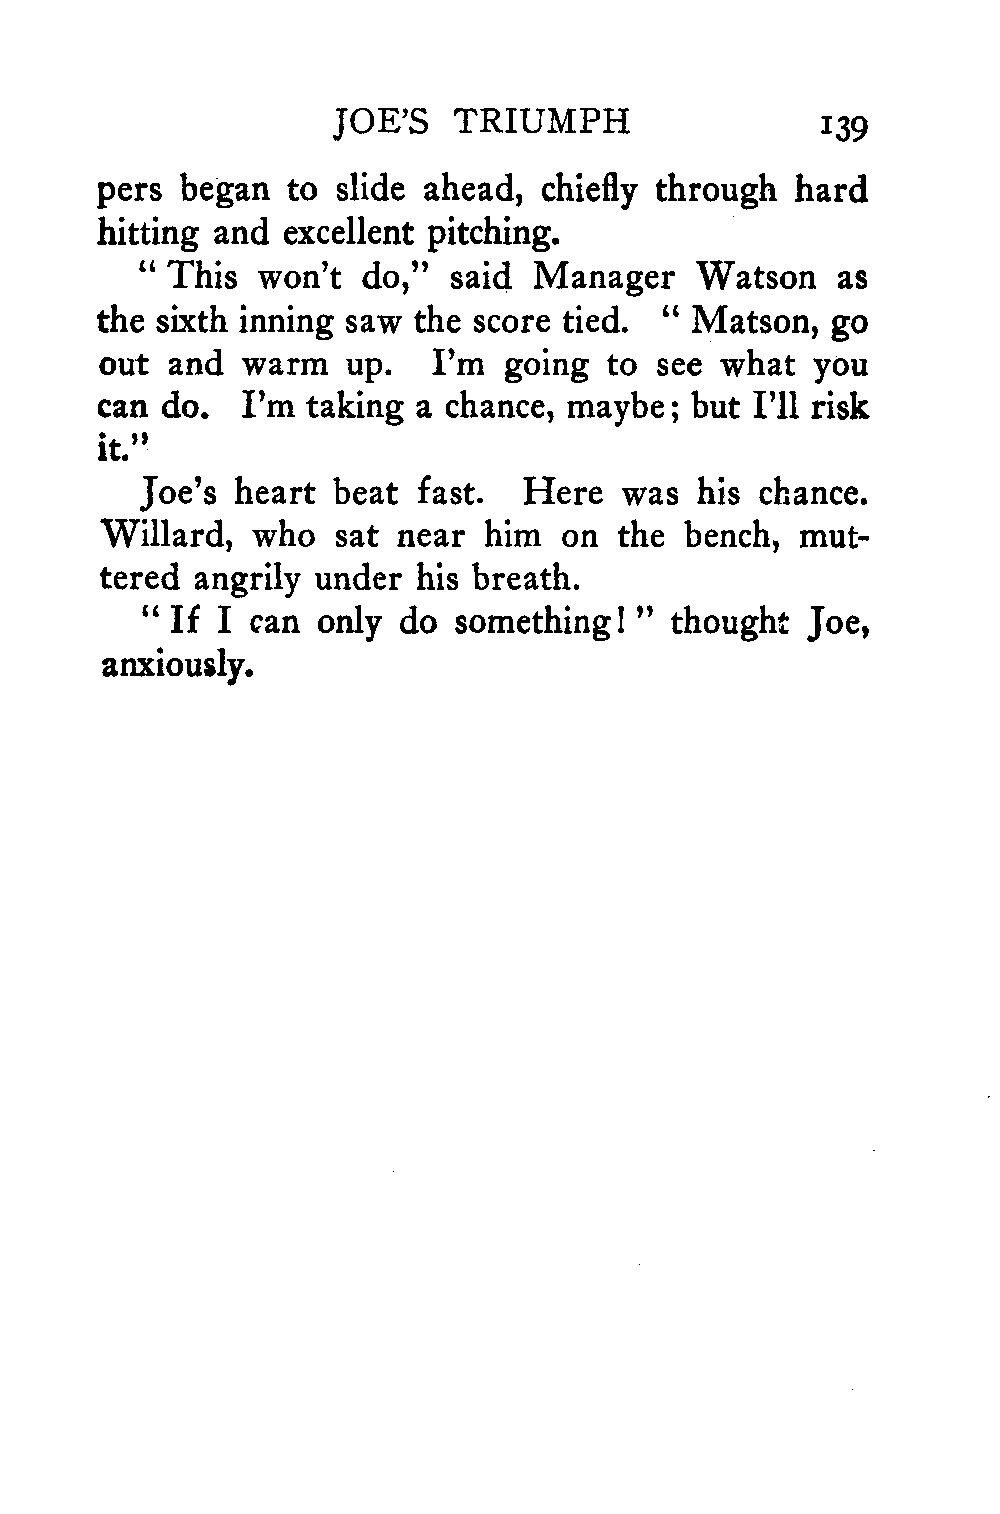 JOE'S TRIUMPH 139
pers began to slide ahead, chiefly through hard
hitting and excellent pitching.
" This won't do," said Manager Watson as
the sixth inning saw the score tied. " Matson, go
out and warm up. I'm going to see what you
can do. I'm taking a chance, maybe; but I'll risk
it."
Joe's heart beat fast. Here was his chance.
Willard, who sat near him on the bench, mut-
tered angrily under his breath.
" If I can only do something! " thought Joe,
anxiously.